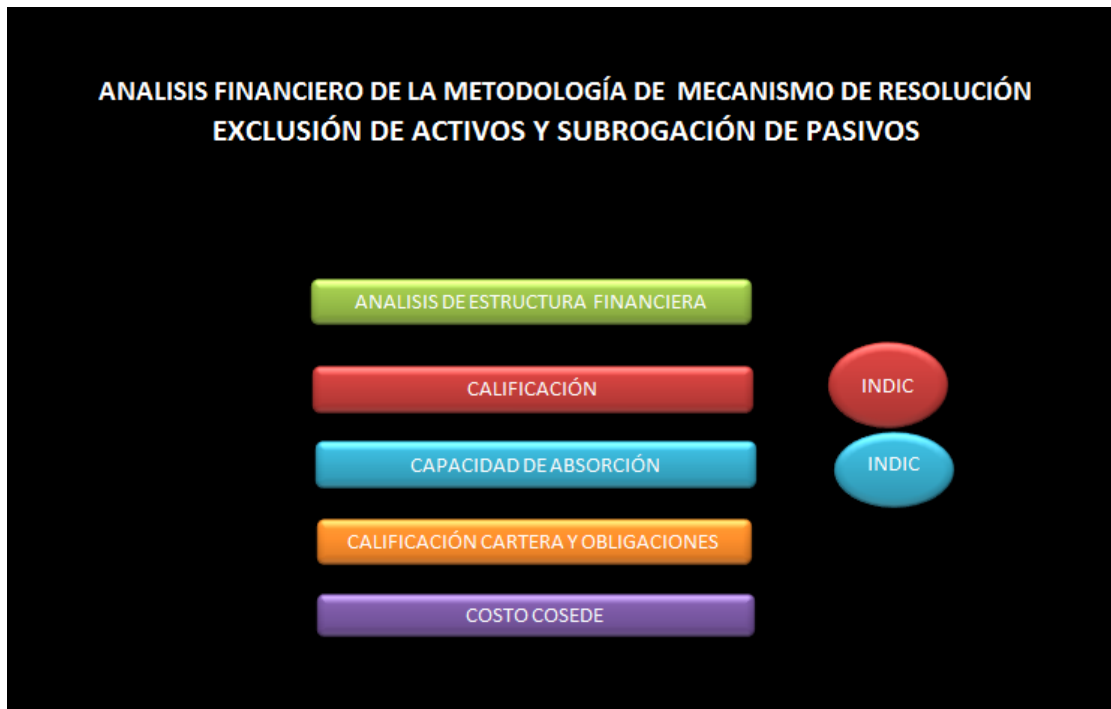 ANALISIS FINANCIERO DE LA METODOLOGÍA DE MECANISMO DE RESOLUCIÓN
EXCLUSIÓN DE ACTIVOS Y SUBROGACIÓN DE PASIVOS
ANALISIS DE ESTRUCTURA FINANCIERA
CALIFICACIÓN
INDIC
CAPACIDAD DE ABSORCIÓN
INDIC
CALIFICACIÓN CARTERA Y OBLIGACIONES
COSTO COSEDE